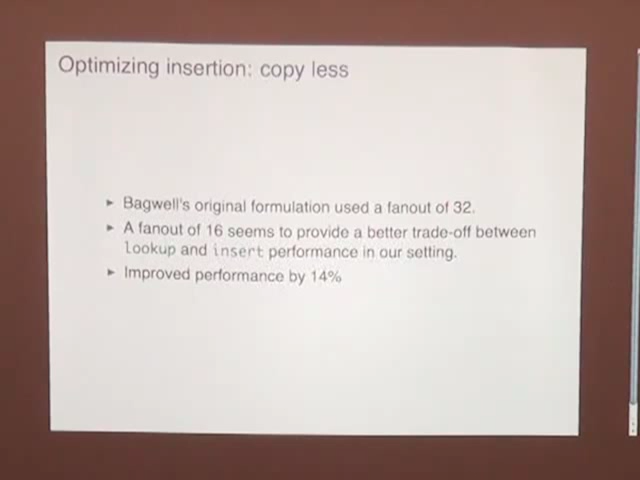 Optimizing insertion: copy less
► Bagwell's original formulation used a fanout of 32.
► A fanout of 16 seems to provide a better trade-off between
lookup and insert performance in our setting.
► Improved performance by 14%